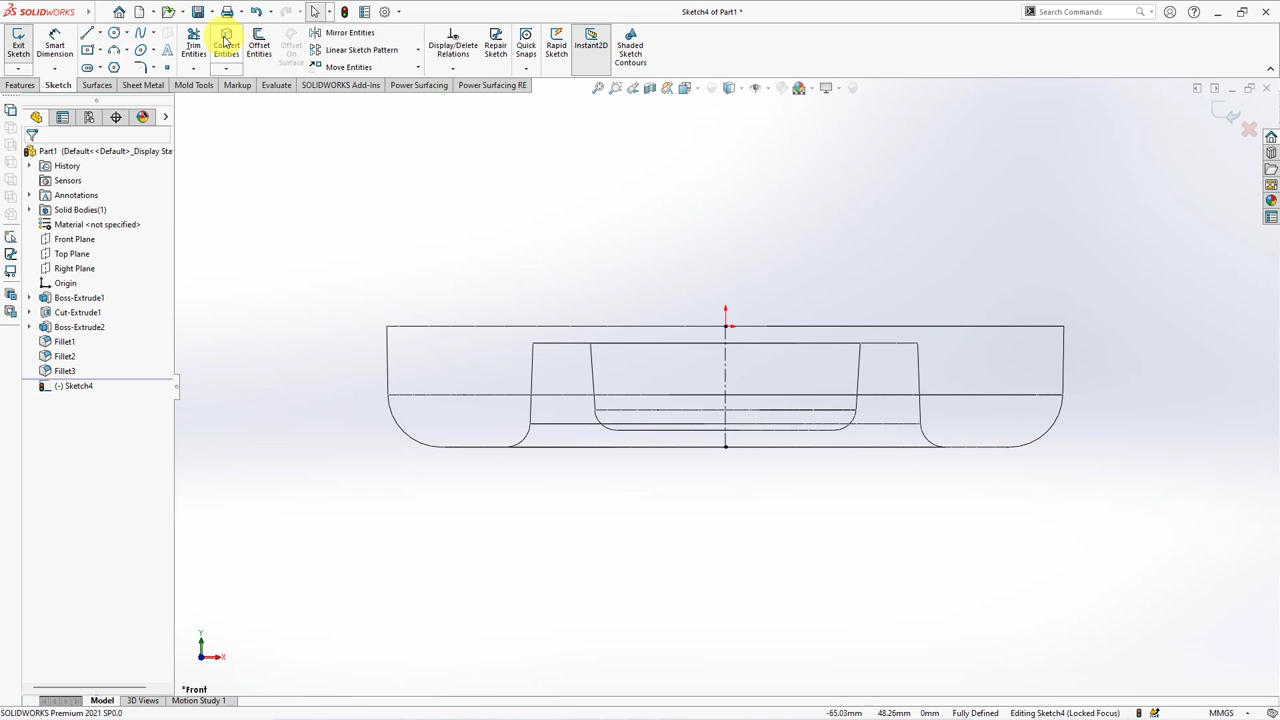 SOLIDWORKS
Sketch4 of Part1 *
Search Commands
Exit Sketch
Smart Dimension
Trim Entities
Convert Entities
Offset Entities
Offset On Surface
Mirror Entities
Linear Sketch Pattern
Move Entities
Display/Delete Relations
Repair Sketch
Quick Snaps
Rapid Sketch
Instant2D
Shaded Sketch Contours
Features
Sketch
Surfaces
Sheet Metal
Mold Tools
Markup
Evaluate
SOLIDWORKS Add-Ins
Power Surfacing
Power Surfacing RE
Part1 (Default<<Default>_Display Sta
History
Sensors
Annotations
Solid Bodies(1)
Material <not specified>
Front Plane
Top Plane
Right Plane
Origin
Boss-Extrude1
Cut-Extrude1
Boss-Extrude2
Fillet1
Fillet2
Fillet3
(-) Sketch4
Y
X
*Front
Model
3D Views
Motion Study 1
SOLIDWORKS Premium 2021 SP0.0
-65.03mm
48.26mm
0mm
Fully Defined
Editing Sketch4 (Locked Focus)
MMGS